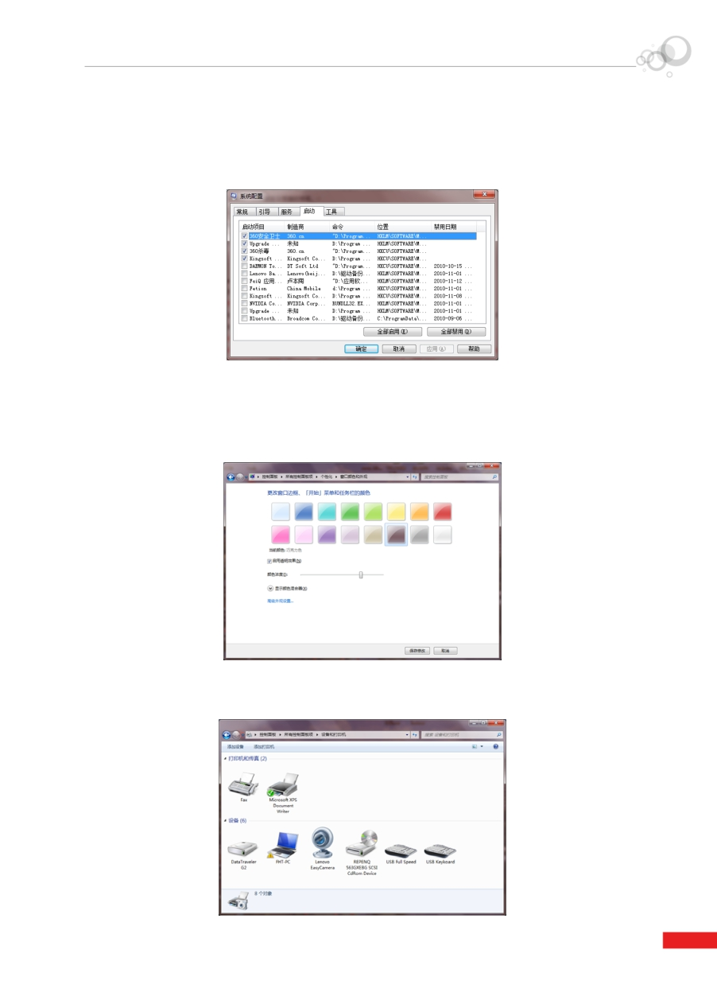 系统配置
常规 引导 服务 启动 工具
启动项目 制造商 命令 位置 禁用日期
360安全卫士 360.cn "D:\Program... HKLM\SOFTWARE\M...
Upgrade ... 未知 D:\Program ... HKLM\SOFTWARE\M...
360杀毒 360.cn "D:\Program... HKCU\SOFTWARE\M...
Kingsoft ... Kingsoft Co... D:\Program ... HKCU\SOFTWARE\M...
DAEMON To... DT Soft Ltd "D:\Program... HKCU\SOFTWARE\M... 2010-10-15 ...
Lenovo Ba... Lenovo(beij... D:\驱动备份... HKLM\SOFTWARE\M... 2010-11-01 ...
FeiQ 应用... 卢本陶 "D:\应用软... HKLM\SOFTWARE\M... 2010-11-12 ...
Fetion China Mobile d:\Program ... HKCU\SOFTWARE\M... 2010-11-01 ...
Kingsoft ... Kingsoft Co... D:\Program ... HKCU\SOFTWARE\M... 2010-11-08 ...
NVIDIA Co... NVIDIA Corp... RUNDLL32.EX... HKLM\SOFTWARE\M... 2010-11-01 ...
Upgrade ... 未知 D:\Program ... HKLM\SOFTWARE\M... 2010-11-01 ...
Bluetooth... Broadcom Co... D:\驱动备份... C:\ProgramData\... 2010-09-06 ...
全部启用(E) 全部禁用(D)
确定 取消 应用(A) 帮助
控制面板 所有控制面板项 个性化 窗口颜色和外观 搜索控制面板
更改窗口边框、「开始」菜单和任务栏的颜色
当前颜色: 巧克力色
启用透明效果(N)
颜色浓度(I):
显示颜色混合器(X)
高级外观设置...
保存修改 取消
控制面板 所有控制面板项 设备和打印机 搜索 设备和打印机
添加设备 添加打印机
打印机和传真 (2)
Fax Microsoft XPS Document Writer
设备 (6)
DataTraveler G2 FHT-PC Lenovo EasyCamera REPENQ 563GXEBG SCSI CdRom Device USB Full Speed USB Keyboard
8 个对象